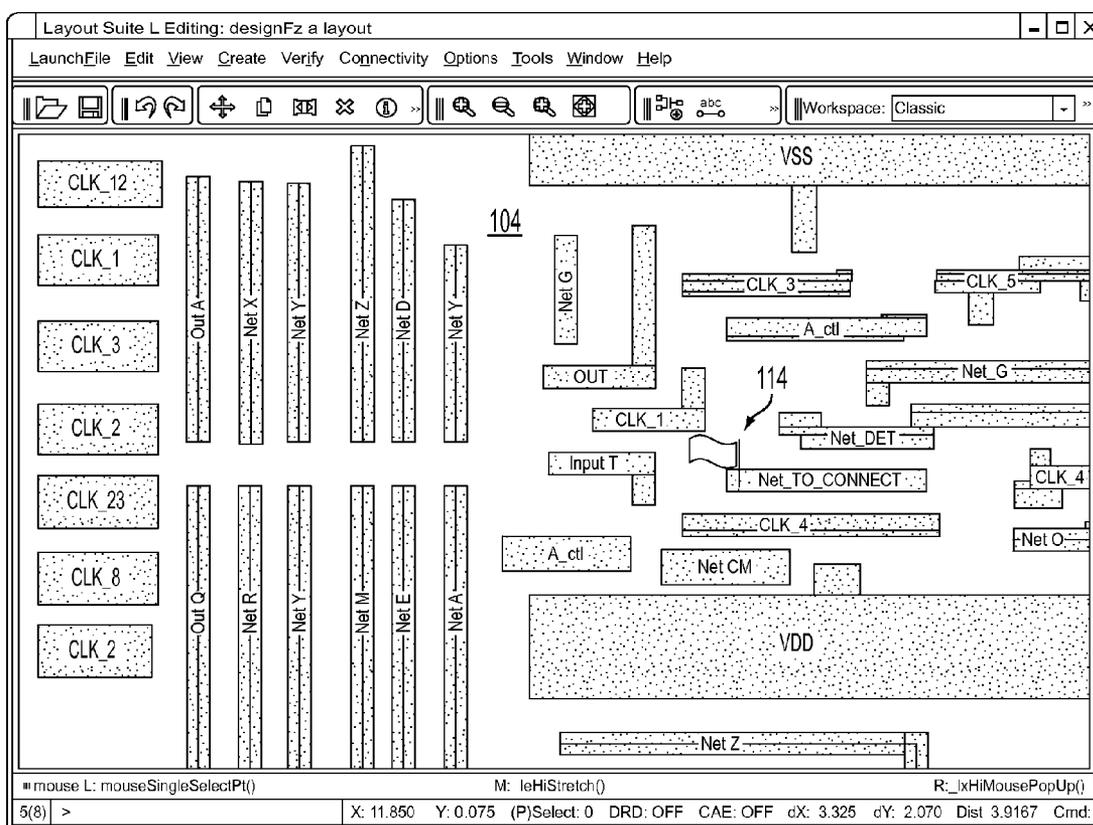 Layout Suite L Editing: designFz a layout
LaunchFile Edit View Create Verify Connectivity Options Tools Window Help
abc
»
»
Workspace: Classic
»
CLK_12
CLK_1
CLK_3
CLK_2
CLK_23
CLK_8
CLK_2
Out A
Net X
Net Y
Net Z
Net D
Net Y
Out Q
Net R
Net Y
Net M
Net E
Net A
104
VSS
Net G
CLK_3
CLK_5
A_ctl
OUT
Net_G
114
CLK_1
Net_DET
Input T
Net_TO_CONNECT
CLK_4
CLK_4
A_ctl
Net O
Net CM
VDD
Net Z
mouse L: mouseSingleSelectPt() M: leHiStretch() R:_lxHiMousePopUp()
5(8) > X: 11.850 Y: 0.075 (P)Select: 0 DRD: OFF CAE: OFF dX: 3.325 dY: 2.070 Dist 3.9167 Cmd: